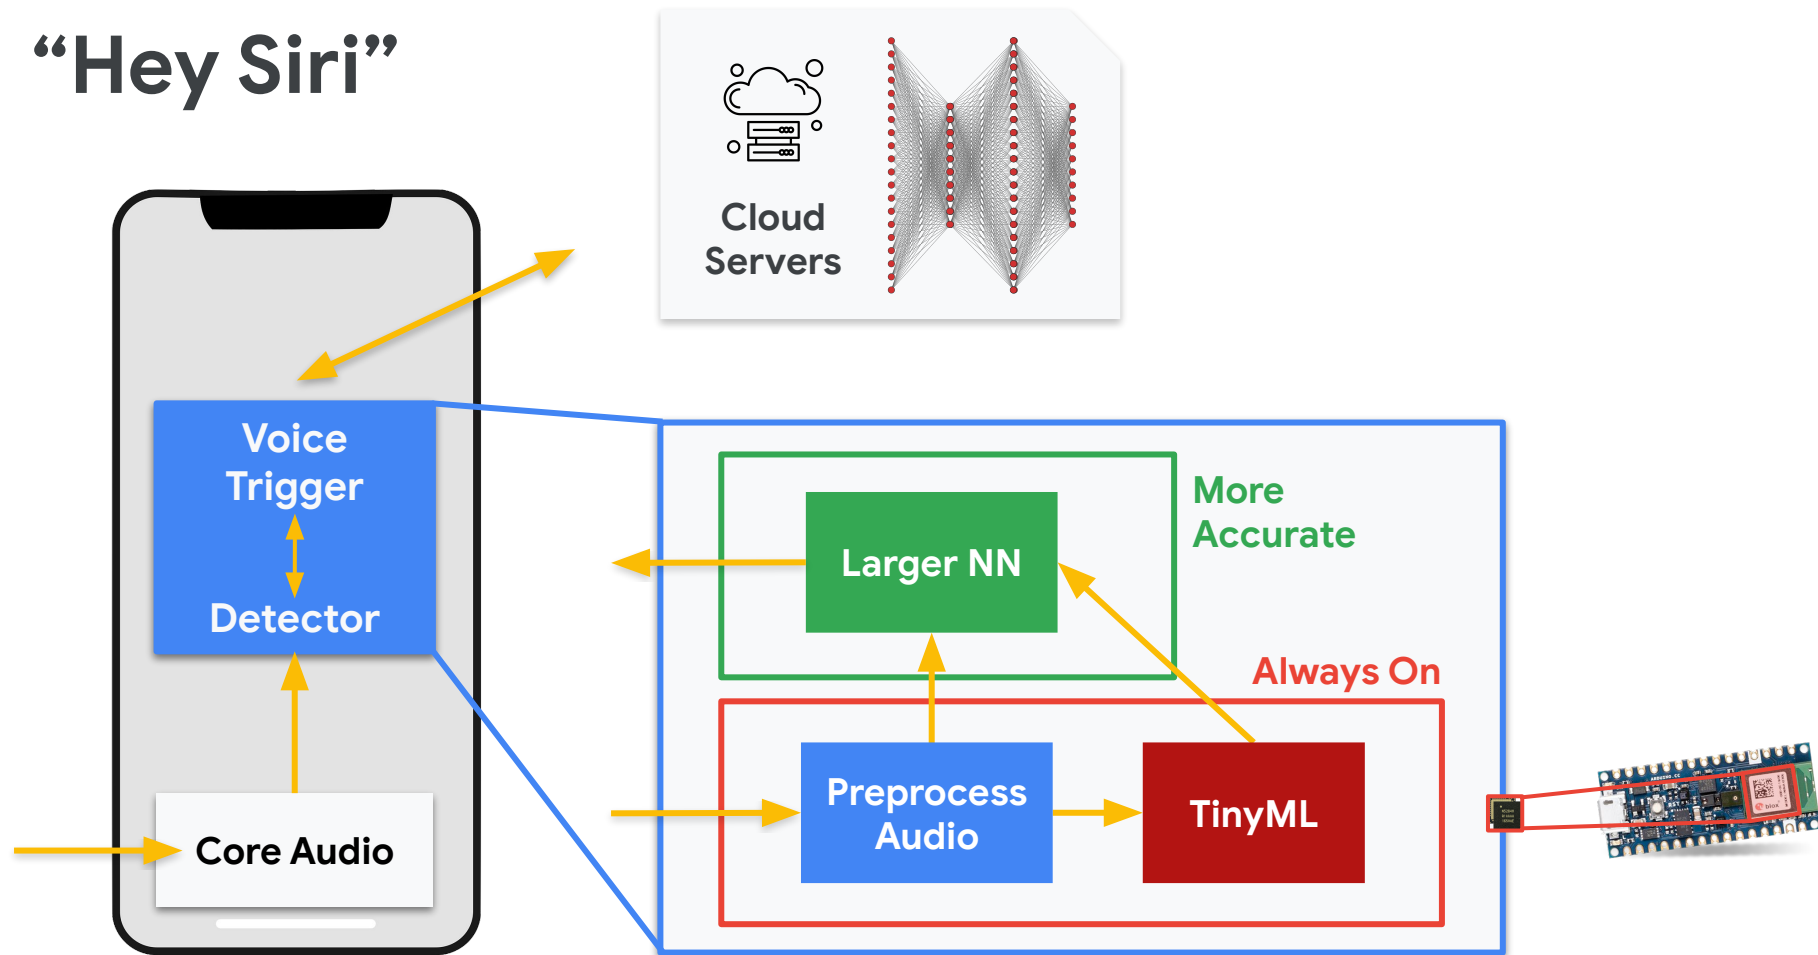 “Hey Siri”
Cloud
Servers
Voice
Trigger
Detector
Core Audio
More
Accurate
Larger NN
Always On
Preprocess
Audio
TinyML